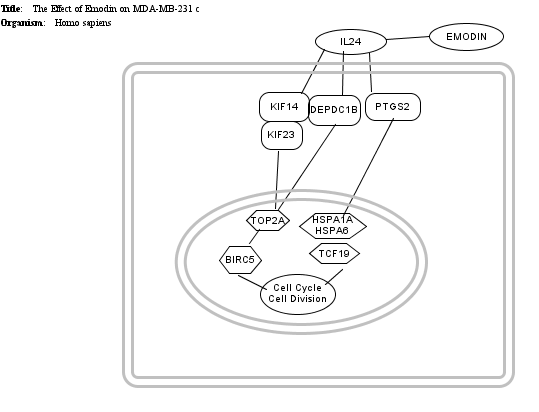 Title: The Effect of Emodin on MDA-MB-231 c
Organism: Homo sapiens
IL24
EMODIN
KIF14
DEPDC1B
PTGS2
KIF23
TOP2A
HSPA1A
HSPA6
BIRC5
TCF19
Cell Cycle
Cell Division